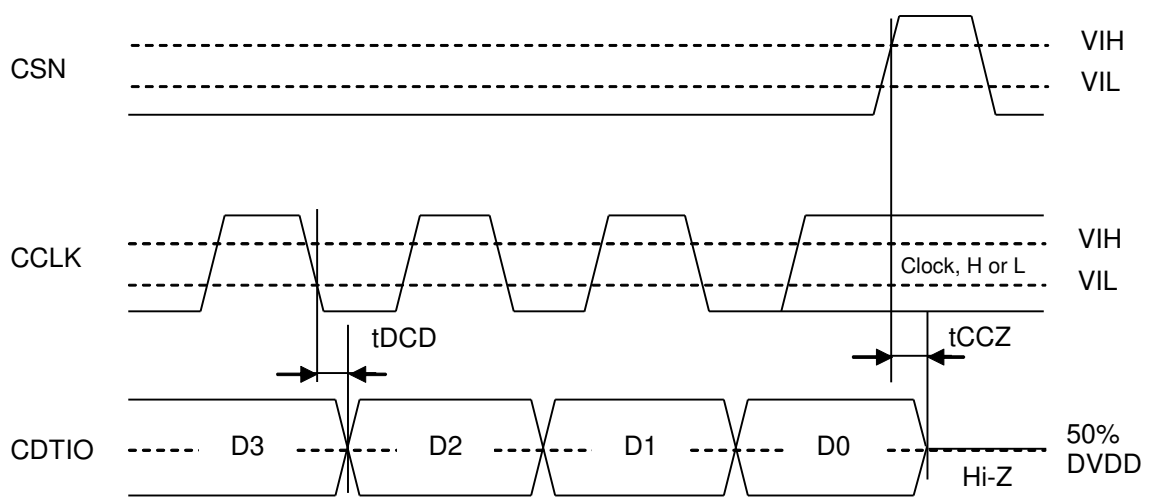 CSN
VIH
VIL
CCLK
VIH
Clock, H or L
VIL
tDCD
tCCZ
CDTIO
D3
D2
D1
D0
Hi-Z
50%
DVDD